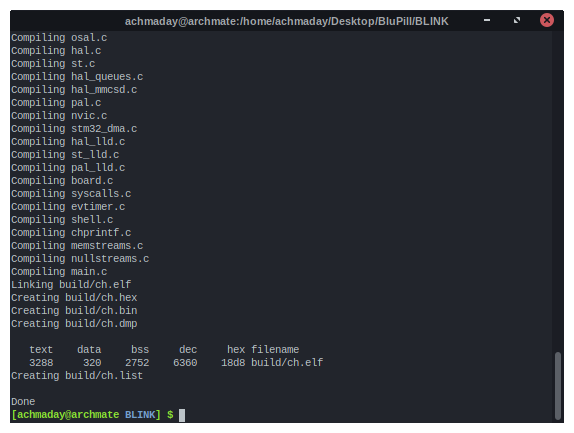 achmaday@archmate:/home/achmaday/Desktop/BluPill/BLINK
Compiling osal.c
Compiling hal.c
Compiling st.c
Compiling hal_queues.c
Compiling hal_mmcsd.c
Compiling pal.c
Compiling nvic.c
Compiling stm32_dma.c
Compiling hal_lld.c
Compiling st_lld.c
Compiling pal_lld.c
Compiling board.c
Compiling syscalls.c
Compiling evtimer.c
Compiling shell.c
Compiling chprintf.c
Compiling memstreams.c
Compiling nullstreams.c
Compiling main.c
Linking build/ch.elf
Creating build/ch.hex
Creating build/ch.bin
Creating build/ch.dmp
text data bss dec hex filename
3288 320 2752 6360 18d8 build/ch.elf
Creating build/ch.list
Done
[achmaday@archmate BLINK] $